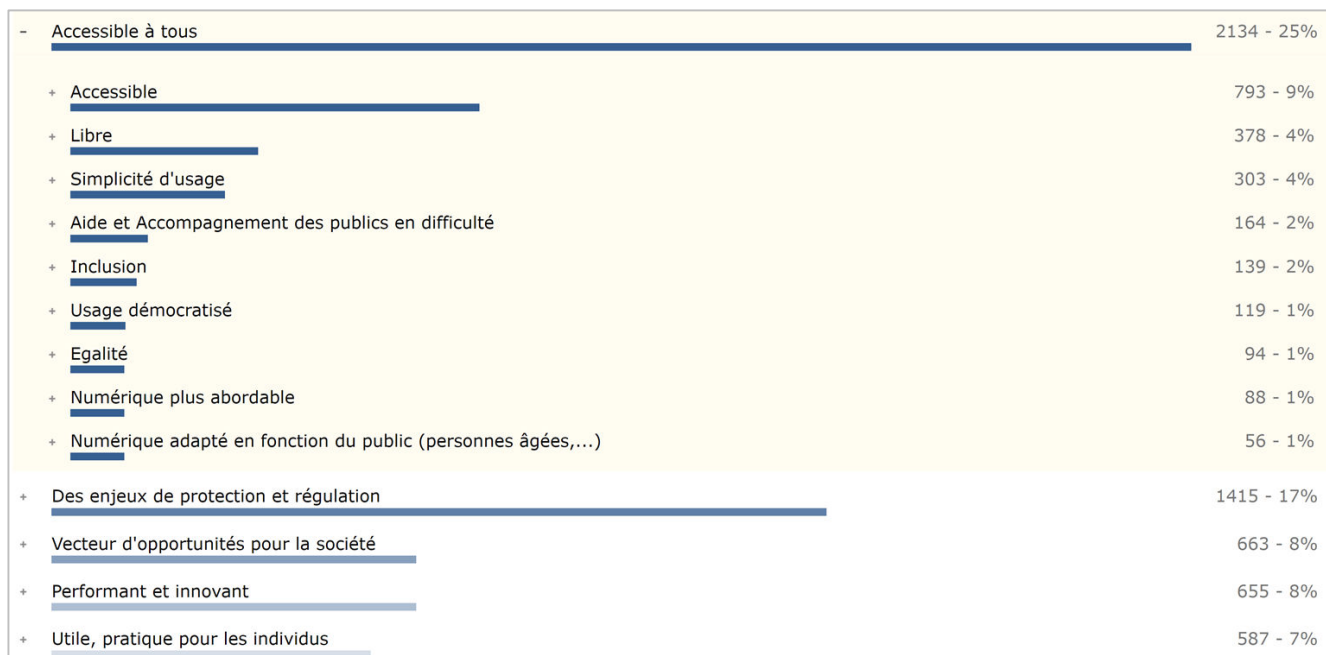 - Accessible à tous 2134 - 25%
+ Accessible 793 - 9%
+ Libre 378 - 4%
+ Simplicité d'usage 303 - 4%
+ Aide et Accompagnement des publics en difficulté 164 - 2%
+ Inclusion 139 - 2%
+ Usage démocratisé 119 - 1%
+ Egalité 94 - 1%
+ Numérique plus abordable 88 - 1%
+ Numérique adapté en fonction du public (personnes âgées,...) 56 - 1%
+ Des enjeux de protection et régulation 1415 - 17%
+ Vecteur d'opportunités pour la société 663 - 8%
+ Performant et innovant 655 - 8%
+ Utile, pratique pour les individus 587 - 7%